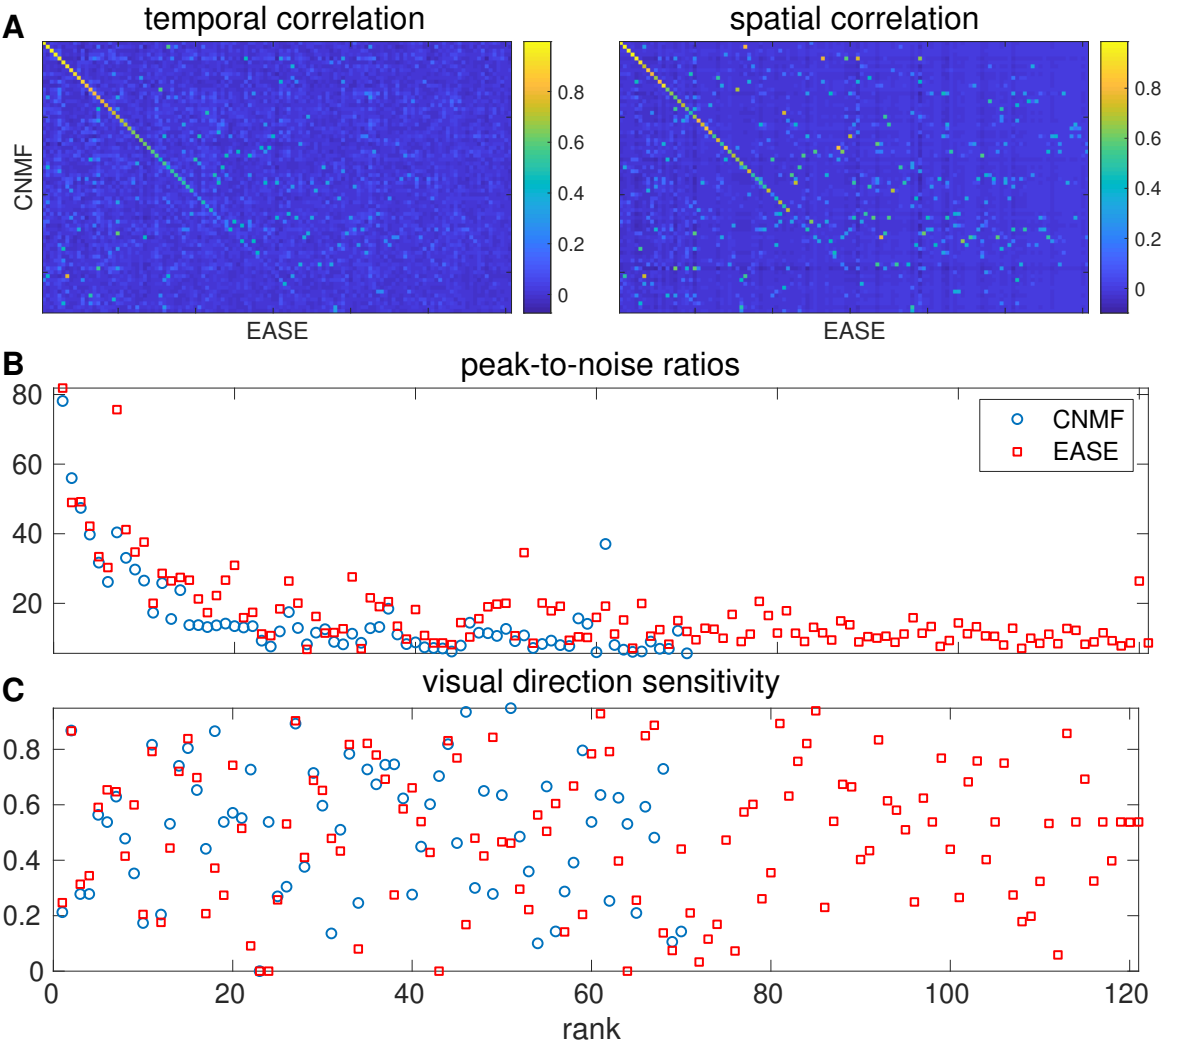 A
temporal correlation
spatial correlation
CNMF
0.8
0.6
0.4
0.2
0
0.8
0.6
0.4
0.2
0
EASE
EASE
B
peak-to-noise ratios
80
60
40
20
CNMF
EASE
C
visual direction sensitivity
0.8
0.6
0.4
0.2
0
0 20 40 60 80 100 120
rank